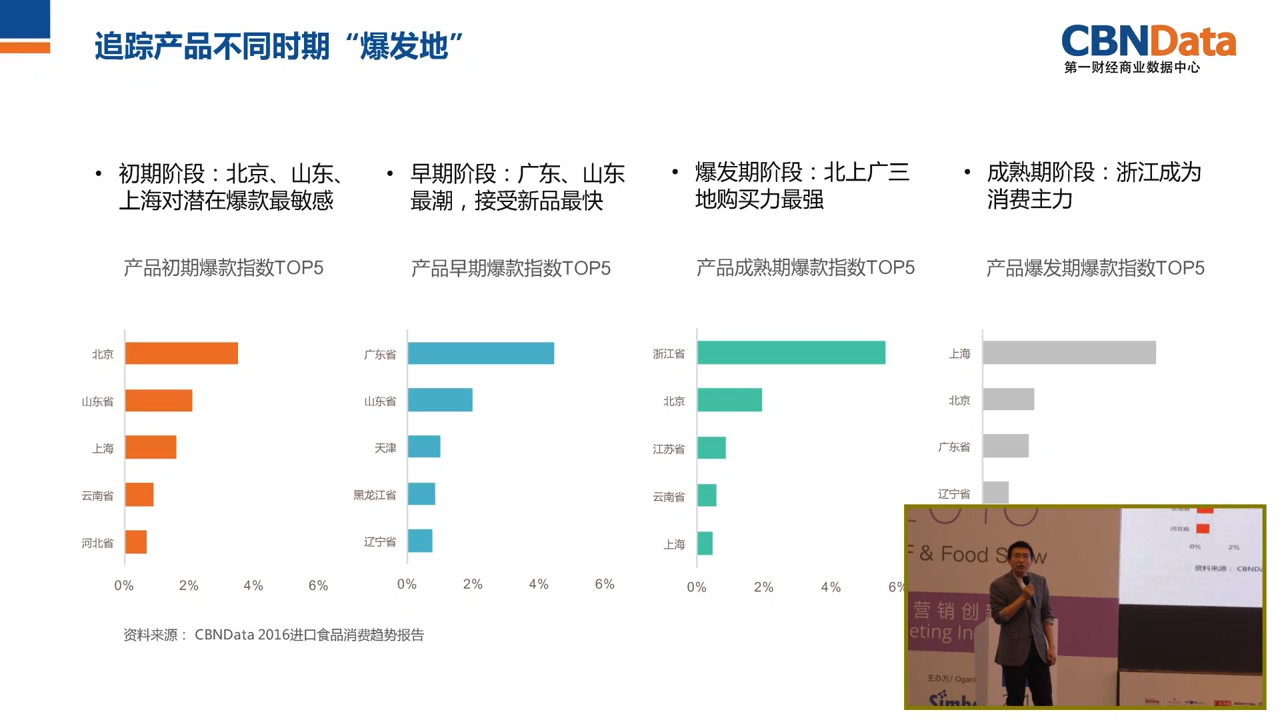 追踪产品不同时期“爆发地”
CBNData
第一财经商业数据中心
• 初期阶段：北京、山东、
上海对潜在爆款最敏感
• 早期阶段：广东、山东
最潮，接受新品最快
• 爆发期阶段：北上广三
地购买力最强
• 成熟期阶段：浙江成为
消费主力
产品初期爆款指数TOP5
北京
山东省
上海
云南省
河北省
0% 2% 4% 6%
产品早期爆款指数TOP5
广东省
山东省
天津
黑龙江省
辽宁省
0% 2% 4% 6%
产品成熟期爆款指数TOP5
浙江省
北京
江苏省
云南省
上海
0% 2% 4% 6%
产品爆发期爆款指数TOP5
上海
北京
广东省
辽宁省
资料来源： CBNData 2016进口食品消费趋势报告
& Food S
营销创
eting In
主办方/ Organi
Simb
河北省
0% 2%
资料来源： CBNDa